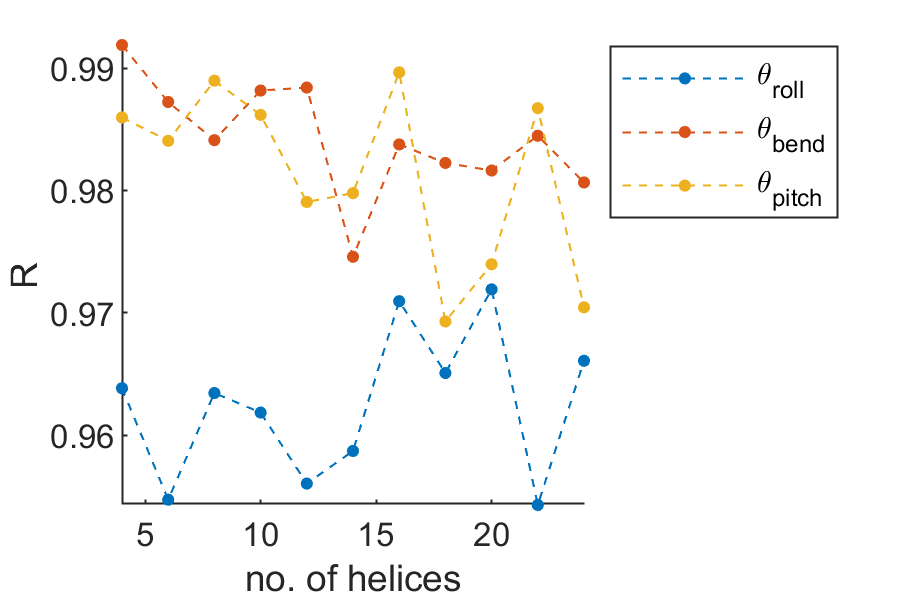 0.99
0.98
0.97
0.96
R
5 10 15 20
no. of helices
θroll
θbend
θpitch